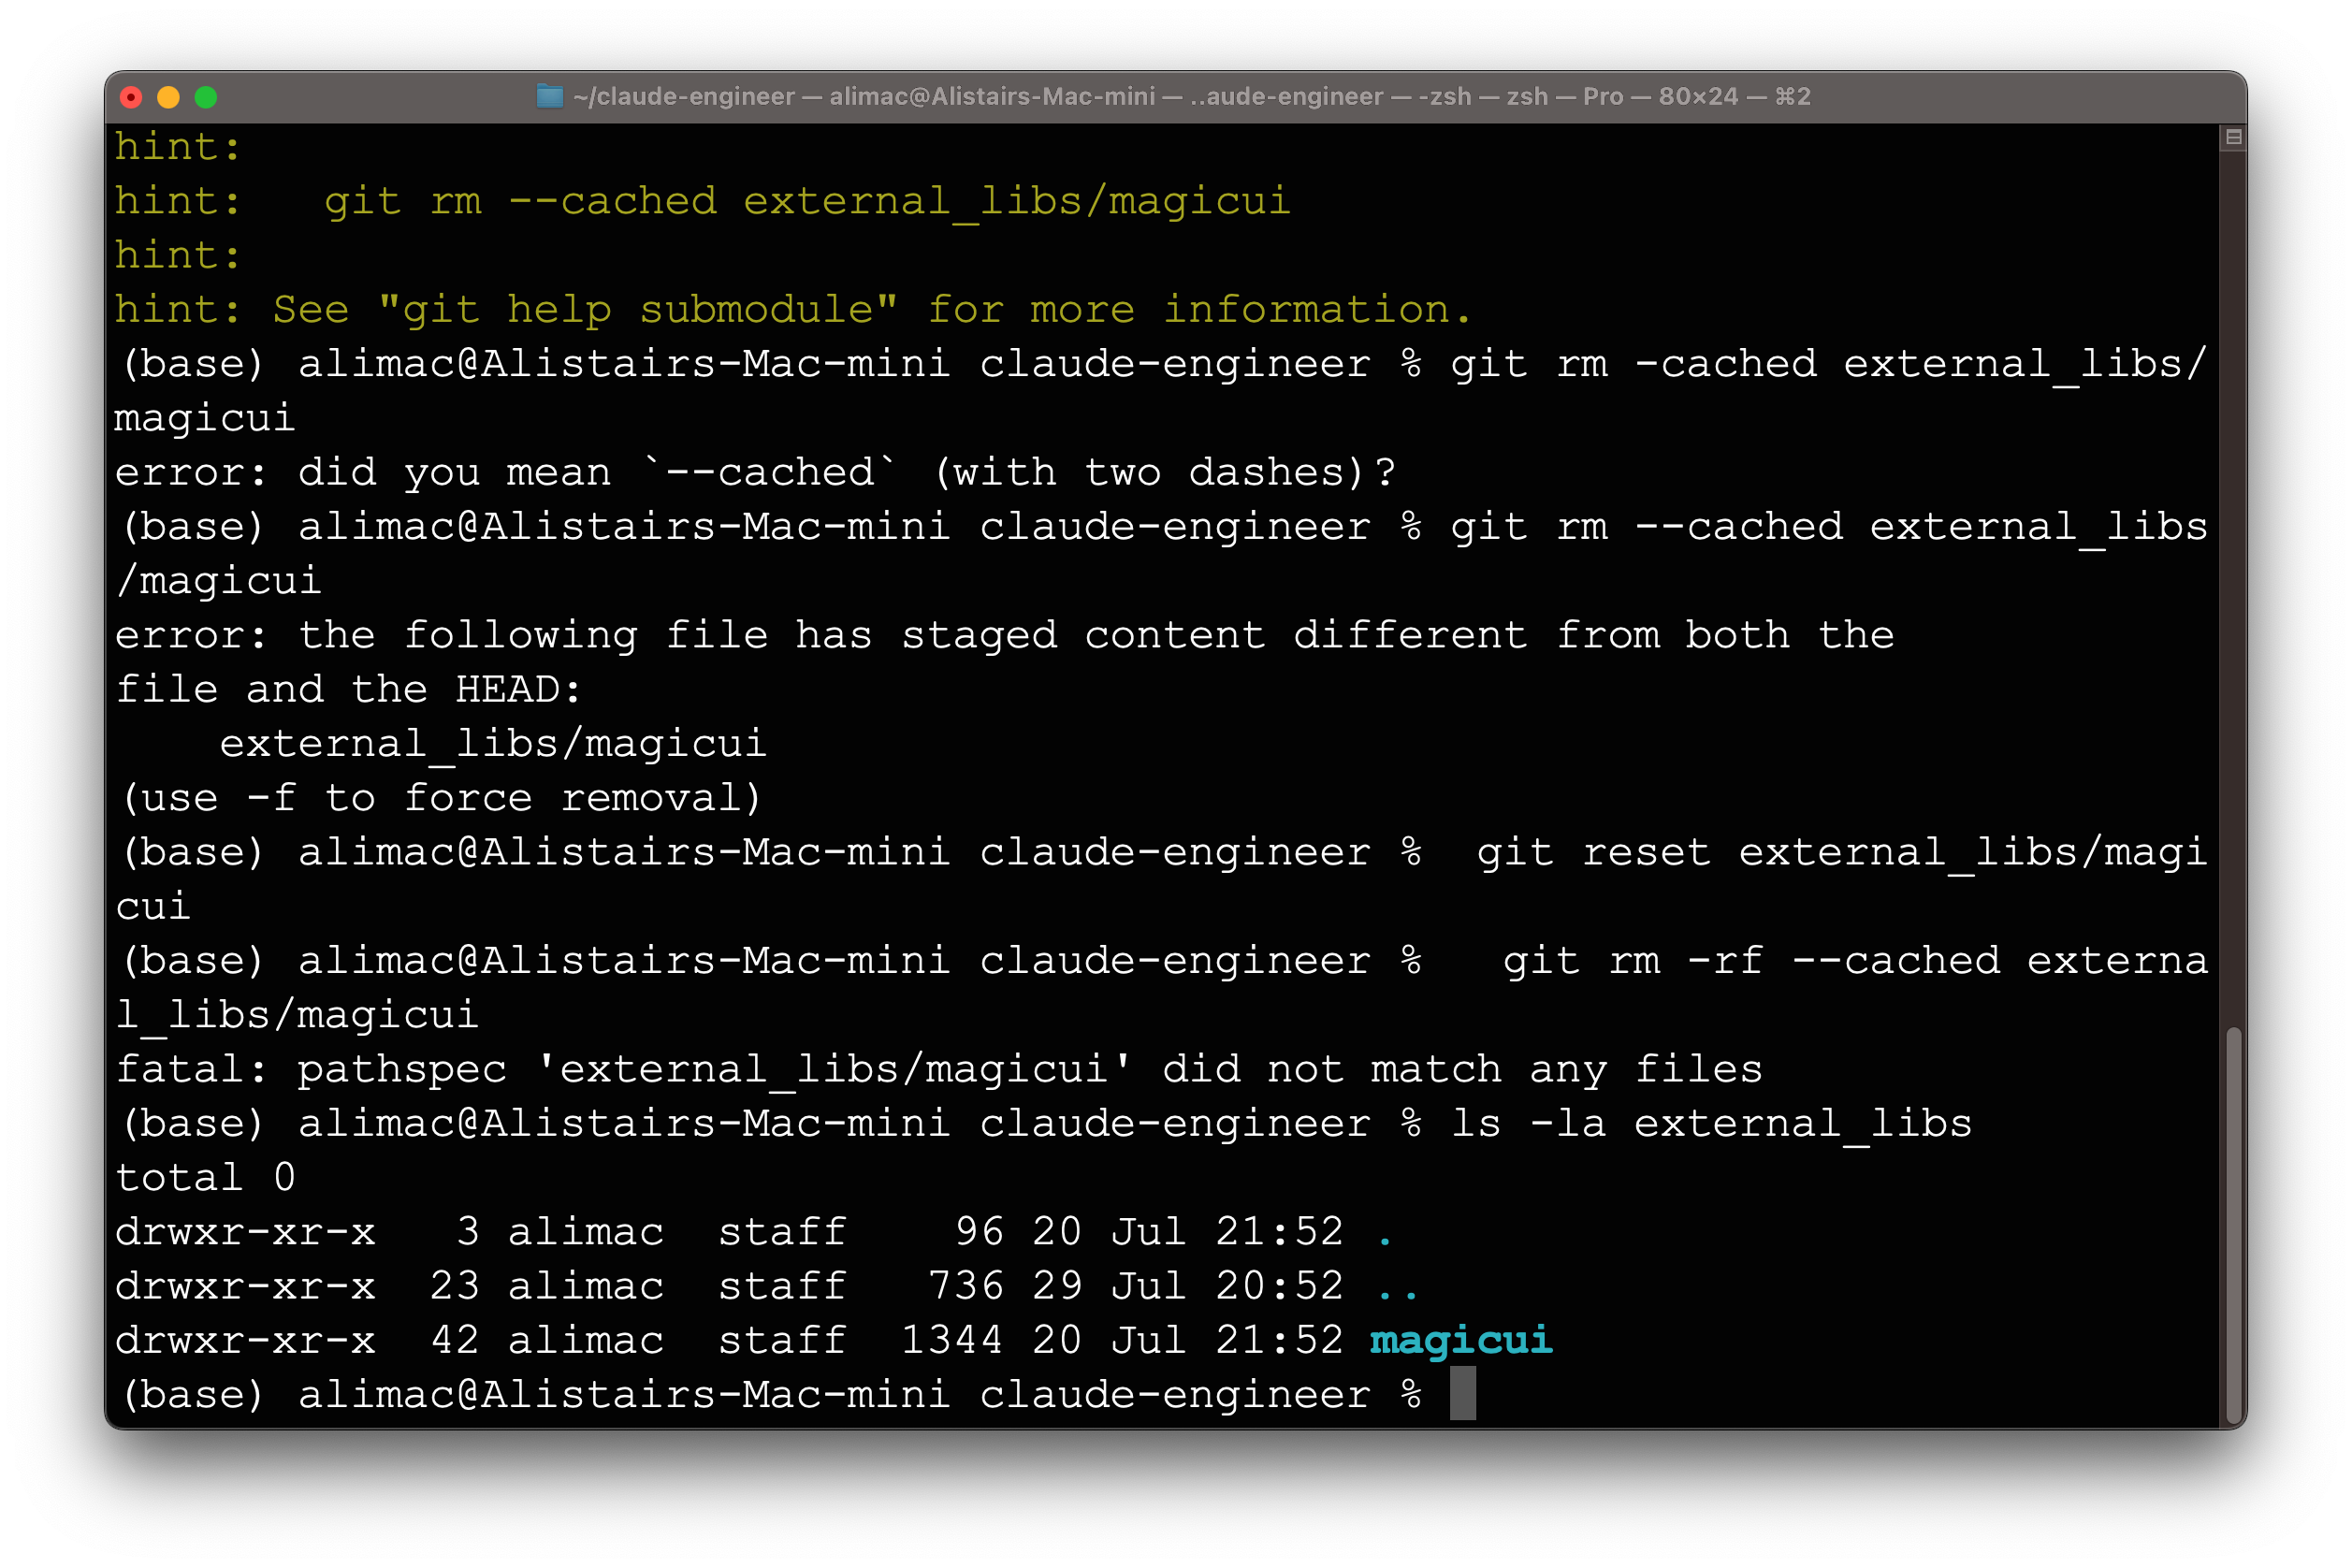 ~/claude-engineer — alimac@Alistairs-Mac-mini — ..aude-engineer — -zsh — zsh — Pro — 80×24 — ⌘2
hint:
hint:   git rm --cached external_libs/magicui
hint:
hint: See "git help submodule" for more information.
(base) alimac@Alistairs-Mac-mini claude-engineer % git rm -cached external_libs/
magicui
error: did you mean `--cached` (with two dashes)?
(base) alimac@Alistairs-Mac-mini claude-engineer % git rm --cached external_libs
/magicui
error: the following file has staged content different from both the
file and the HEAD:
    external_libs/magicui
(use -f to force removal)
(base) alimac@Alistairs-Mac-mini claude-engineer %  git reset external_libs/magi
cui
(base) alimac@Alistairs-Mac-mini claude-engineer %   git rm -rf --cached externa
l_libs/magicui
fatal: pathspec 'external_libs/magicui' did not match any files
(base) alimac@Alistairs-Mac-mini claude-engineer % ls -la external_libs
total 0
drwxr-xr-x   3 alimac  staff    96 20 Jul 21:52 .
drwxr-xr-x  23 alimac  staff   736 29 Jul 20:52 ..
drwxr-xr-x  42 alimac  staff  1344 20 Jul 21:52 magicui
(base) alimac@Alistairs-Mac-mini claude-engineer %